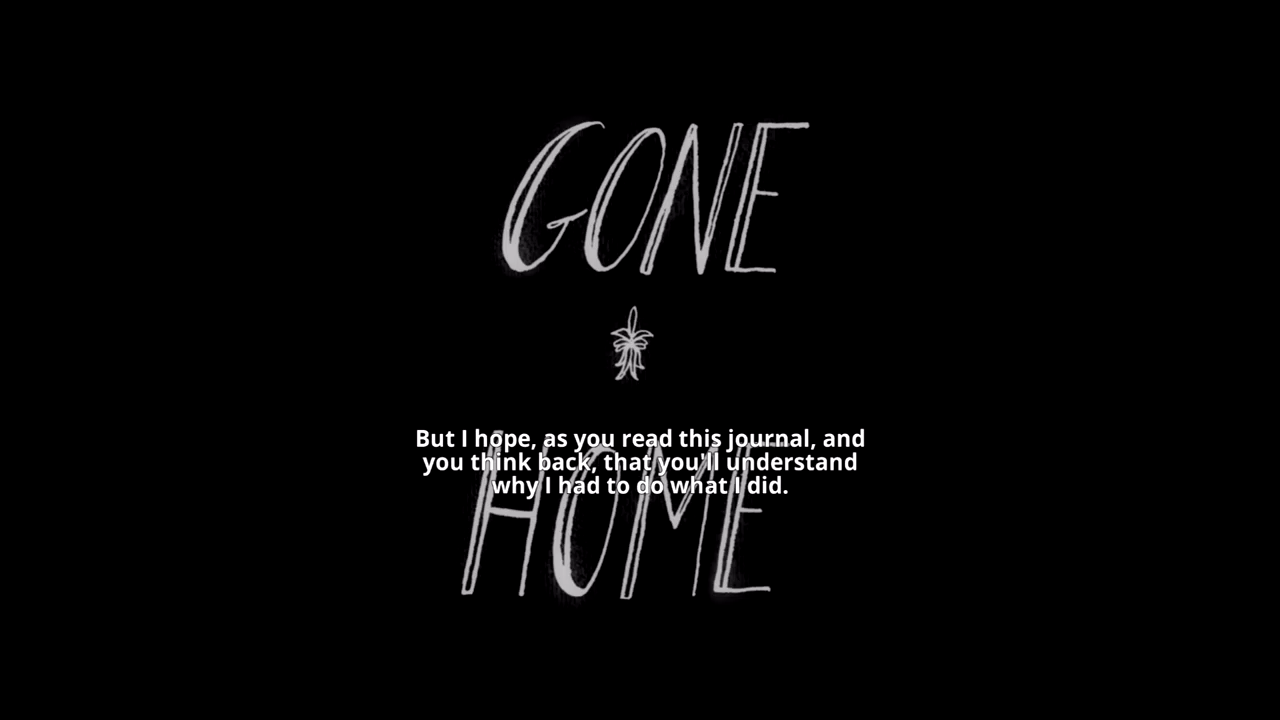 GONE
HOME
But I hope, as you read this journal, and
you think back, that you'll understand
why I had to do what I did.